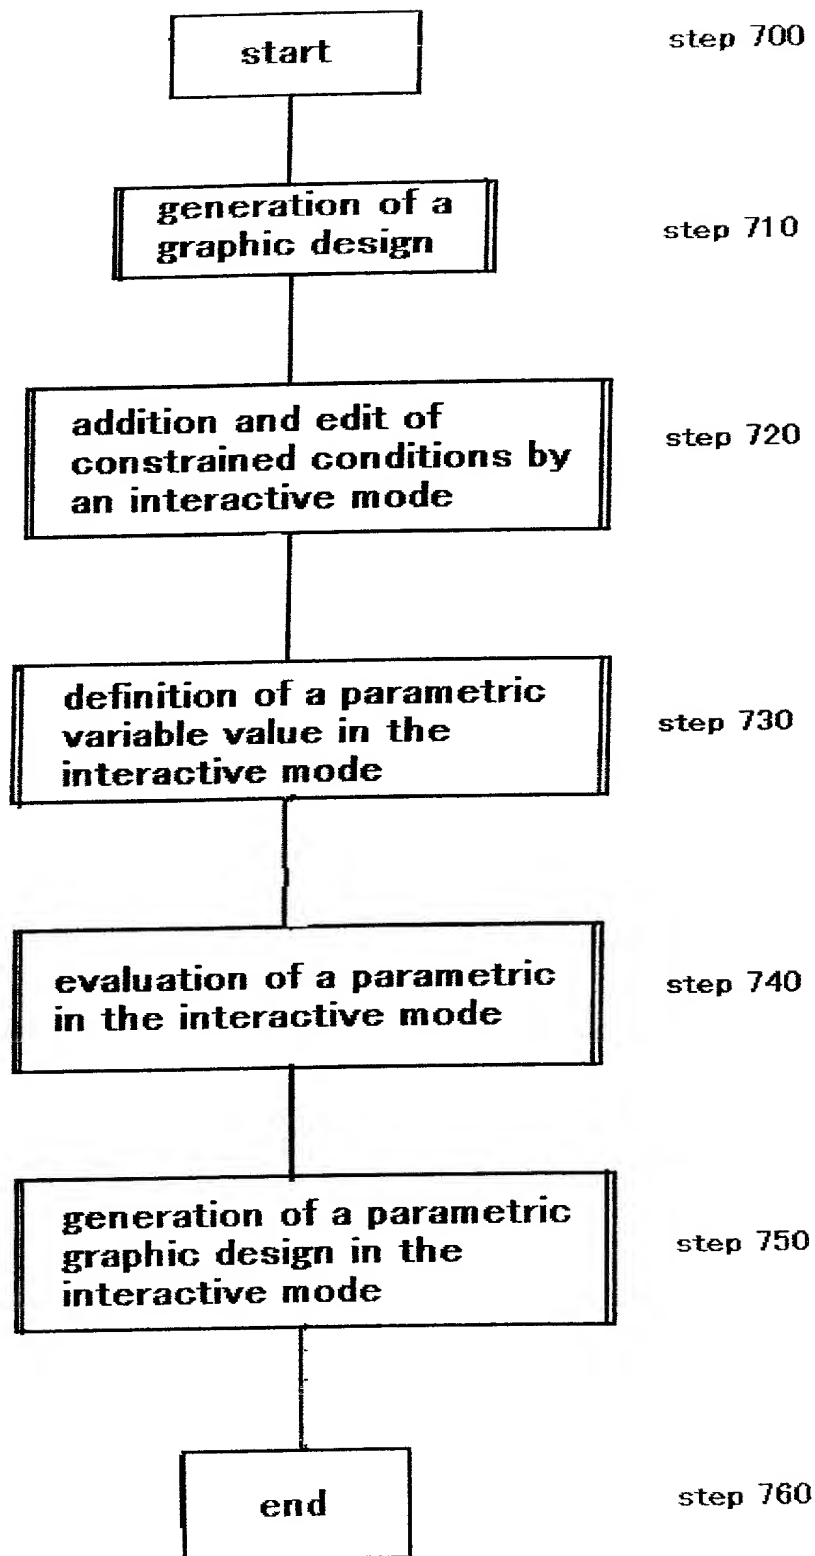 start
step 700
generation of a
graphic design
step 710
addition and edit of
constrained conditions by
an interactive mode
step 720
definition of a parametric
variable value in the
interactive mode
step 730
evaluation of a parametric
in the interactive mode
step 740
generation of a parametric
graphic design in the
interactive mode
step 750
end
step 760